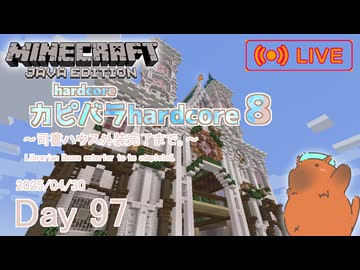 MINECRAFT
JAVA EDITION
LIVE
hardcore
カピバラhardcore８
～司書ハウス外装完了まで。～
Librarian House exterior to be completed.
2025/04/30
Day 97